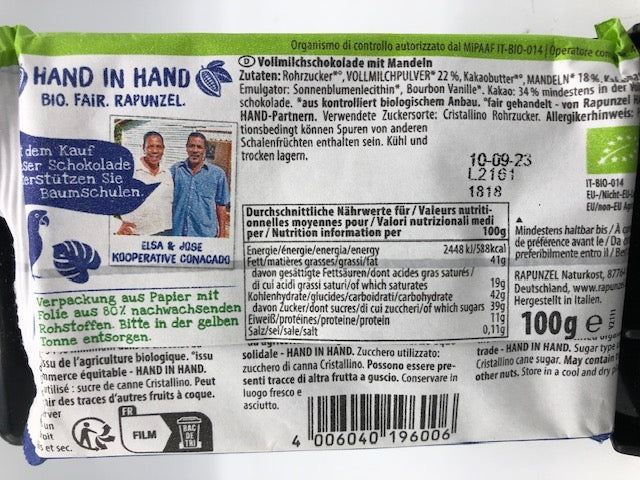 Organismo di controllo autorizzato dal MiPAAF IT-BIO-014 | Operatore
HAND IN HAND
BIO. FAIR. RAPUNZEL.
dem Kauf
ser Schokolade
erstützen Sie
Baumschulen.
ELSA & JOSE
KOOPERATIVE CONACADO
Verpackung aus Papier mit
Folie aus 80% nachwachsenden
Rohstoffen. Bitte in der gelben
Tonne entsorgen.
D Vollmilchschokolade mit Mandeln
Zutaten: Rohrzucker*°, VOLLMILCHPULVER* 22 %, Kakaobutter*°, MANDELN* 18 %,
Emulgator: Sonnenblumenlecithin*, Bourbon Vanille*. Kakao: 34 % mindestens in der
schokolade. *aus kontrolliert biologischem Anbau. °fair gehandelt - von Rapunzel
HAND-Partnern. Verwendete Zuckersorte: Cristallino Rohrzucker. Allergikerhinweis:
tionsbedingt können Spuren von anderen
Schalenfrüchten enthalten sein. Kühl und
trocken lagern.
10-09-23
L2161
1818
IT-BIO-014
EU-/Nicht-EU-
EU/non-EU
Durchschnittliche Nährwerte für / Valeurs nutriti-
onnelles moyennes pour / Valori nutrizionali medi
per / Nutrition information per 100g
Energie/énergie/energia/energy 2448 kJ/588kcal
Fett/matières grasses/grassi/fat 41g
davon gesättigte Fettsäuren/dont acides gras saturés/
di cui acidi grassi saturi/of which saturates 19g
Kohlenhydrate/glucides/carboidrati/carbohydrate 42g
davon Zucker/dont sucres/di cui zuccheri/of which sugars 39g
Eiweiß/protéines/proteine/protein 11g
Salz/sel/sale/salt 0,11g
Mindestens haltbar bis / À
de préférence avant le / Da
preferibilmente entro il /
RAPUNZEL Naturkost,
Deutschland, www.rapunzel
Hergestellt in Italien.
100g e
V211
ssu de l'agriculture biologique. °issu
mmerce équitable - HAND IN HAND.
utilisé : sucre de canne Cristallino. Peut
ir des traces d'autres fruits à coque.
s et sec.
FR
FILM
BAC
DE
TRI
solidale - HAND IN HAND. Zucchero utilizzato:
zucchero di canna Cristallino. Possono essere pre-
senti tracce di altra frutta a guscio. Conservare in
luogo fresco e
asciutto.
4 006040 196006
trade - HAND IN HAND. Sugar type
Cristallino cane sugar. May contain
other nuts. Store in a cool and dry